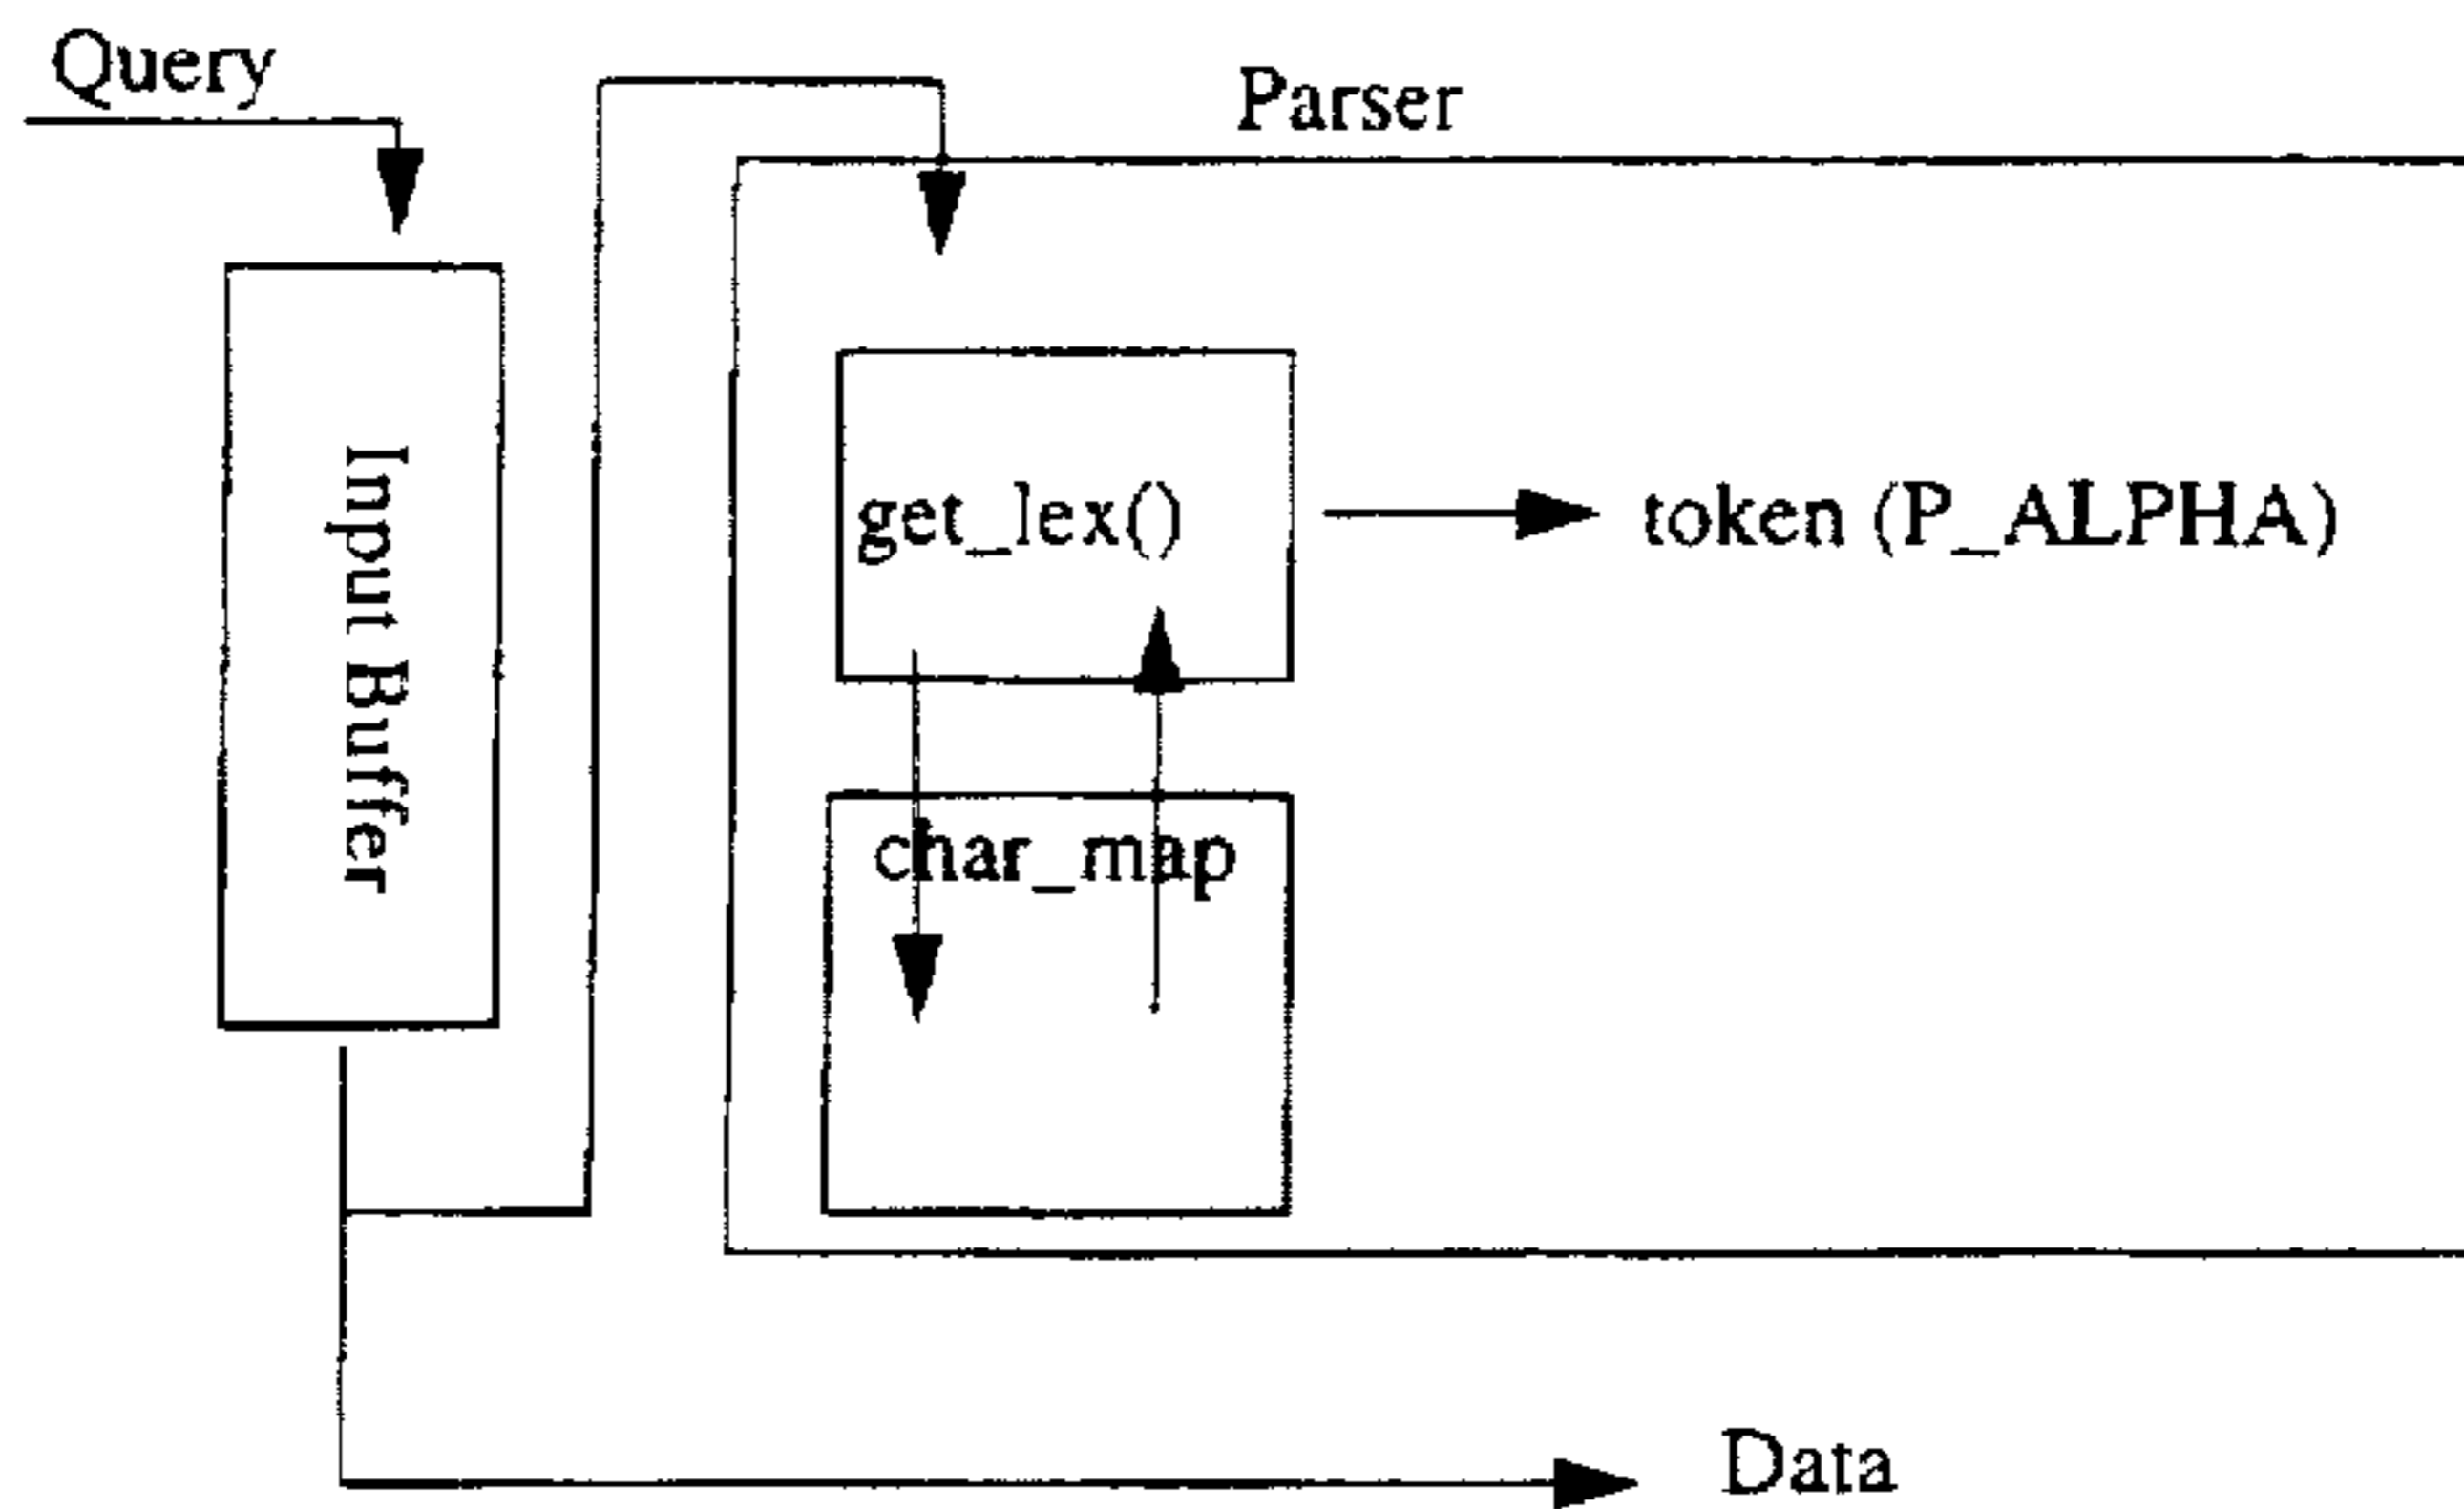 Query
Parser
Input Buffer
get_lex()
token (P_ALPHA)
char_map
Data